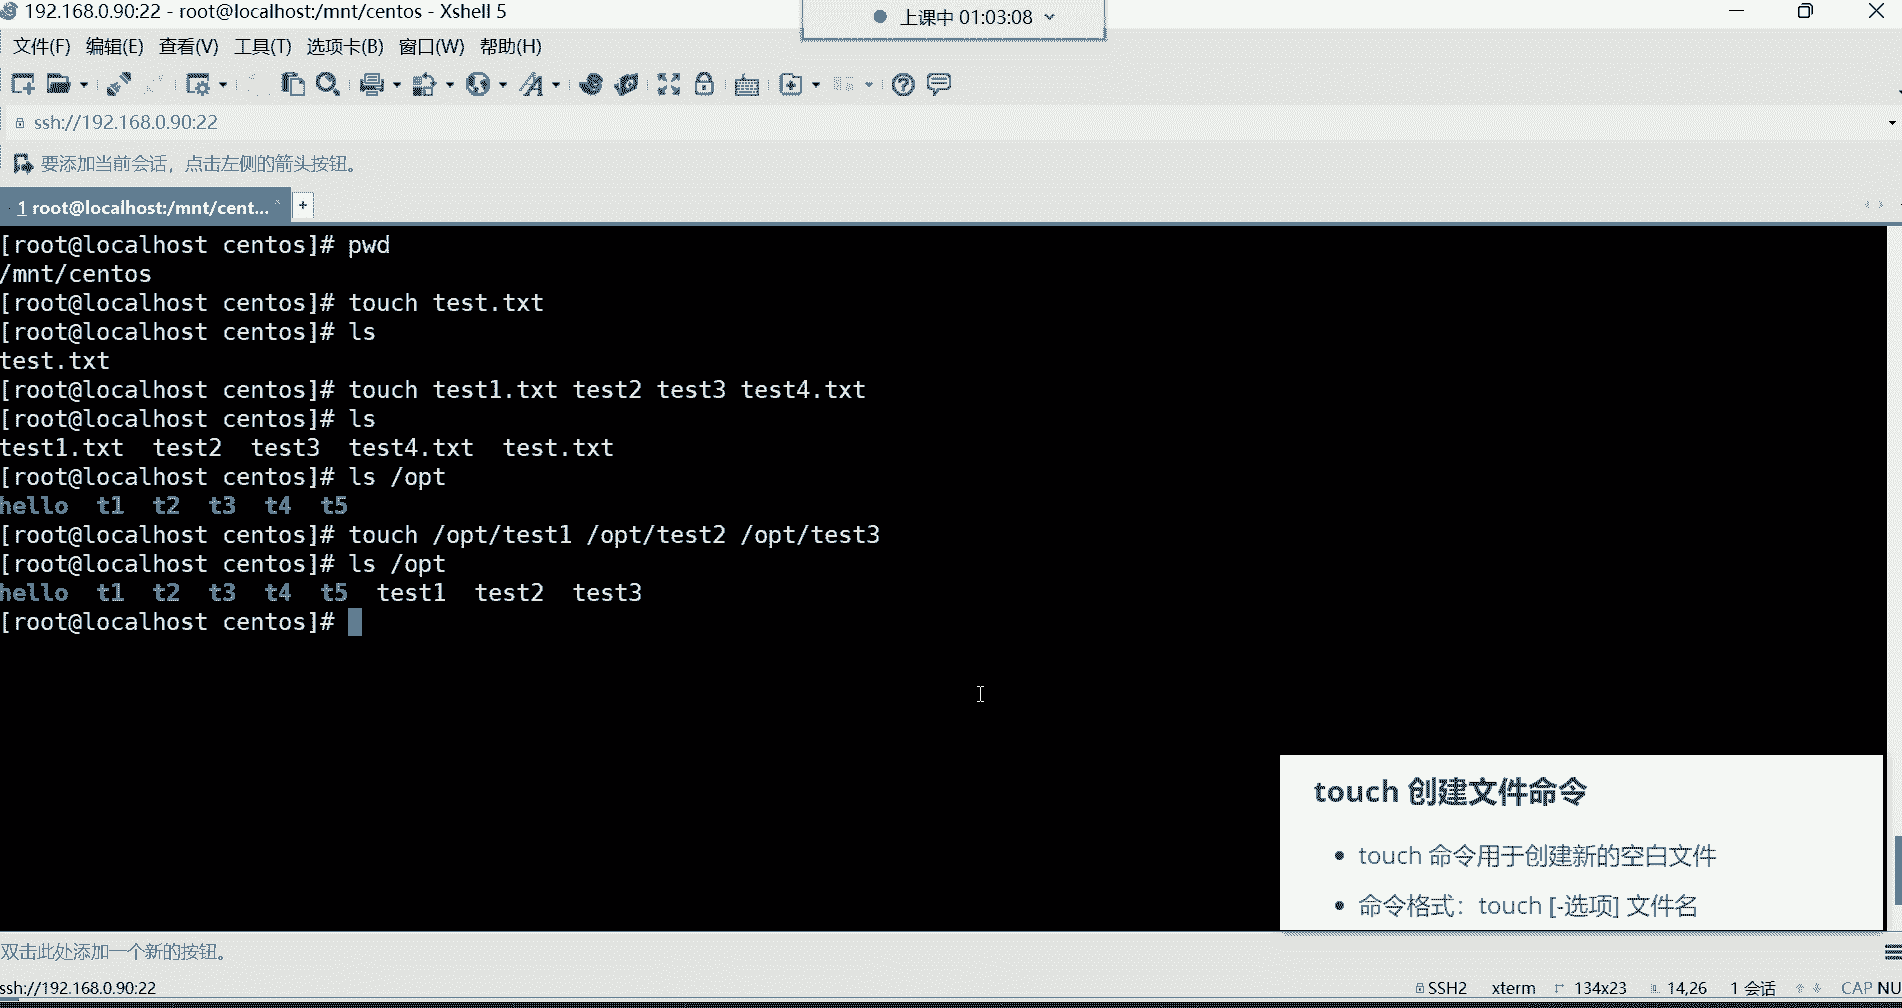 192.168.0.90:22 - root@localhost:/mnt/centos - Xshell 5
上课中 01:03:08
文件(F) 编辑(E) 查看(V) 工具(T) 选项卡(B) 窗口(W) 帮助(H)
ssh://192.168.0.90:22
要添加当前会话，点击左侧的箭头按钮。
1 root@localhost:/mnt/cent...
[root@localhost centos]# pwd
/mnt/centos
[root@localhost centos]# touch test.txt
[root@localhost centos]# ls
test.txt
[root@localhost centos]# touch test1.txt test2 test3 test4.txt
[root@localhost centos]# ls
test1.txt  test2  test3  test4.txt  test.txt
[root@localhost centos]# ls /opt
hello  t1  t2  t3  t4  t5
[root@localhost centos]# touch /opt/test1 /opt/test2 /opt/test3
[root@localhost centos]# ls /opt
hello  t1  t2  t3  t4  t5  test1  test2  test3
[root@localhost centos]#
touch 创建文件命令
• touch 命令用于创建新的空白文件
• 命令格式：touch [-选项] 文件名
双击此处添加一个新的按钮。
ssh://192.168.0.90:22 SSH2 xterm 134x23 14,26 1 会话 CAP NU